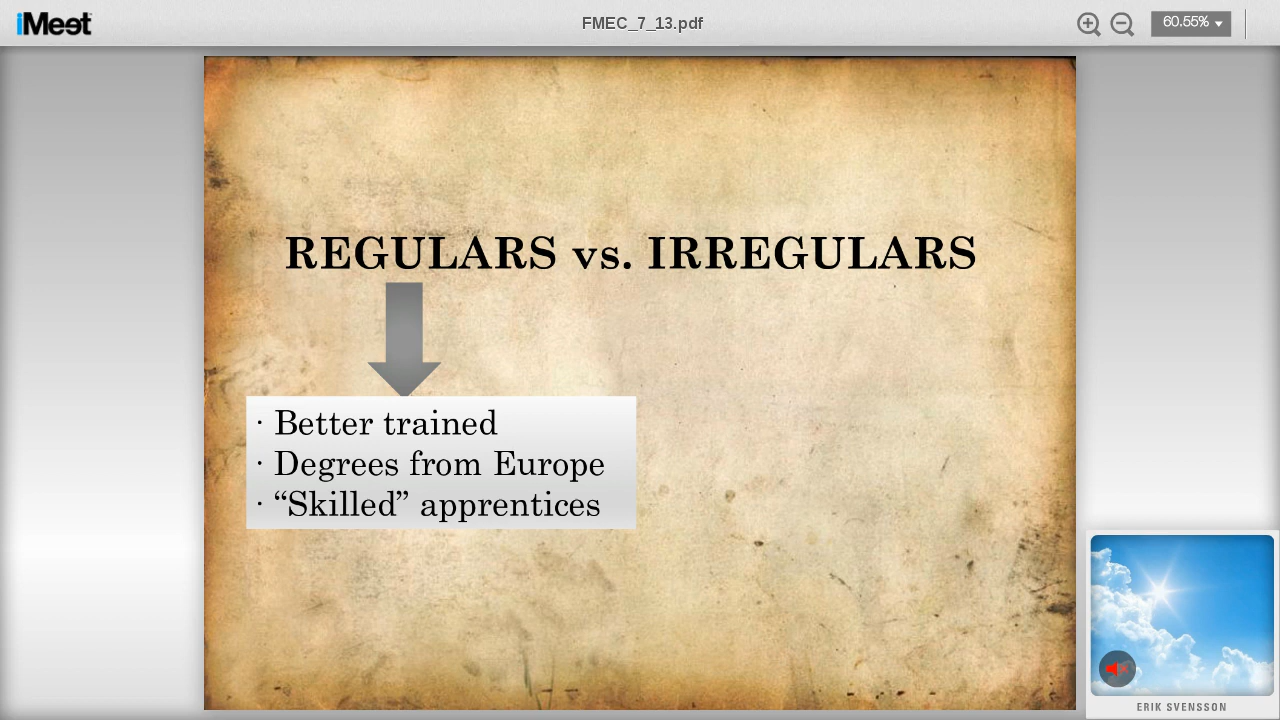 iMeet
FMEC_7_13.pdf
60.55%
REGULARS vs. IRREGULARS
· Better trained
· Degrees from Europe
· “Skilled” apprentices
ERIK SVENSSON